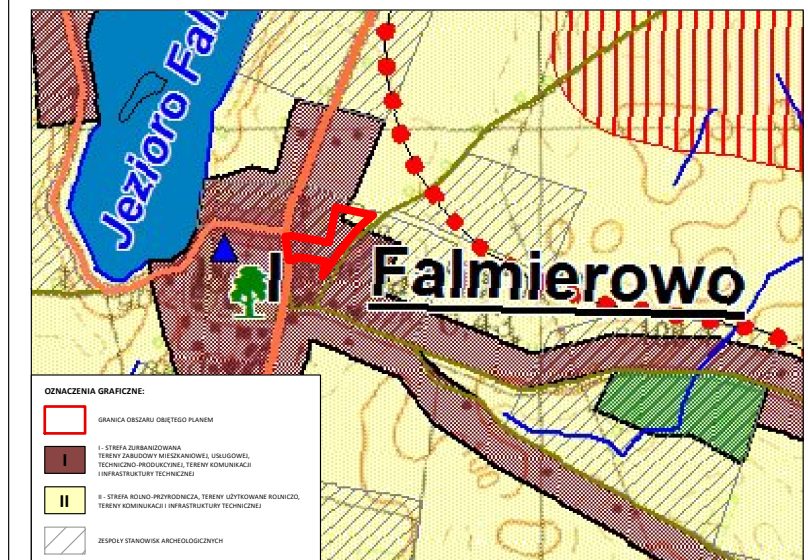 Jezioro Fal
I
Falmierowo
OZNACZENIA GRAFICZNE:
GRANICA OBSZARU OBJĘTEGO PLANEM
I
I - STREFA ZURBANIZOWANA
TERENY ZABUDOWY MIESZKANIOWEJ, USŁUGOWEJ,
TECHNICZNO-PRODUKCYJNEJ, TERENY KOMUNIKACJI
I INFRASTRUKTURY TECHNICZNEJ
II
II - STREFA ROLNO-PRZYRODNICZA, TERENY UŻYTKOWANE ROLNICZO,
TERENY KOMINUKACJI I INFRASTRUKTURY TECHNICZNEJ
ZESPOŁY STANOWISK ARCHEOLOGICZNYCH